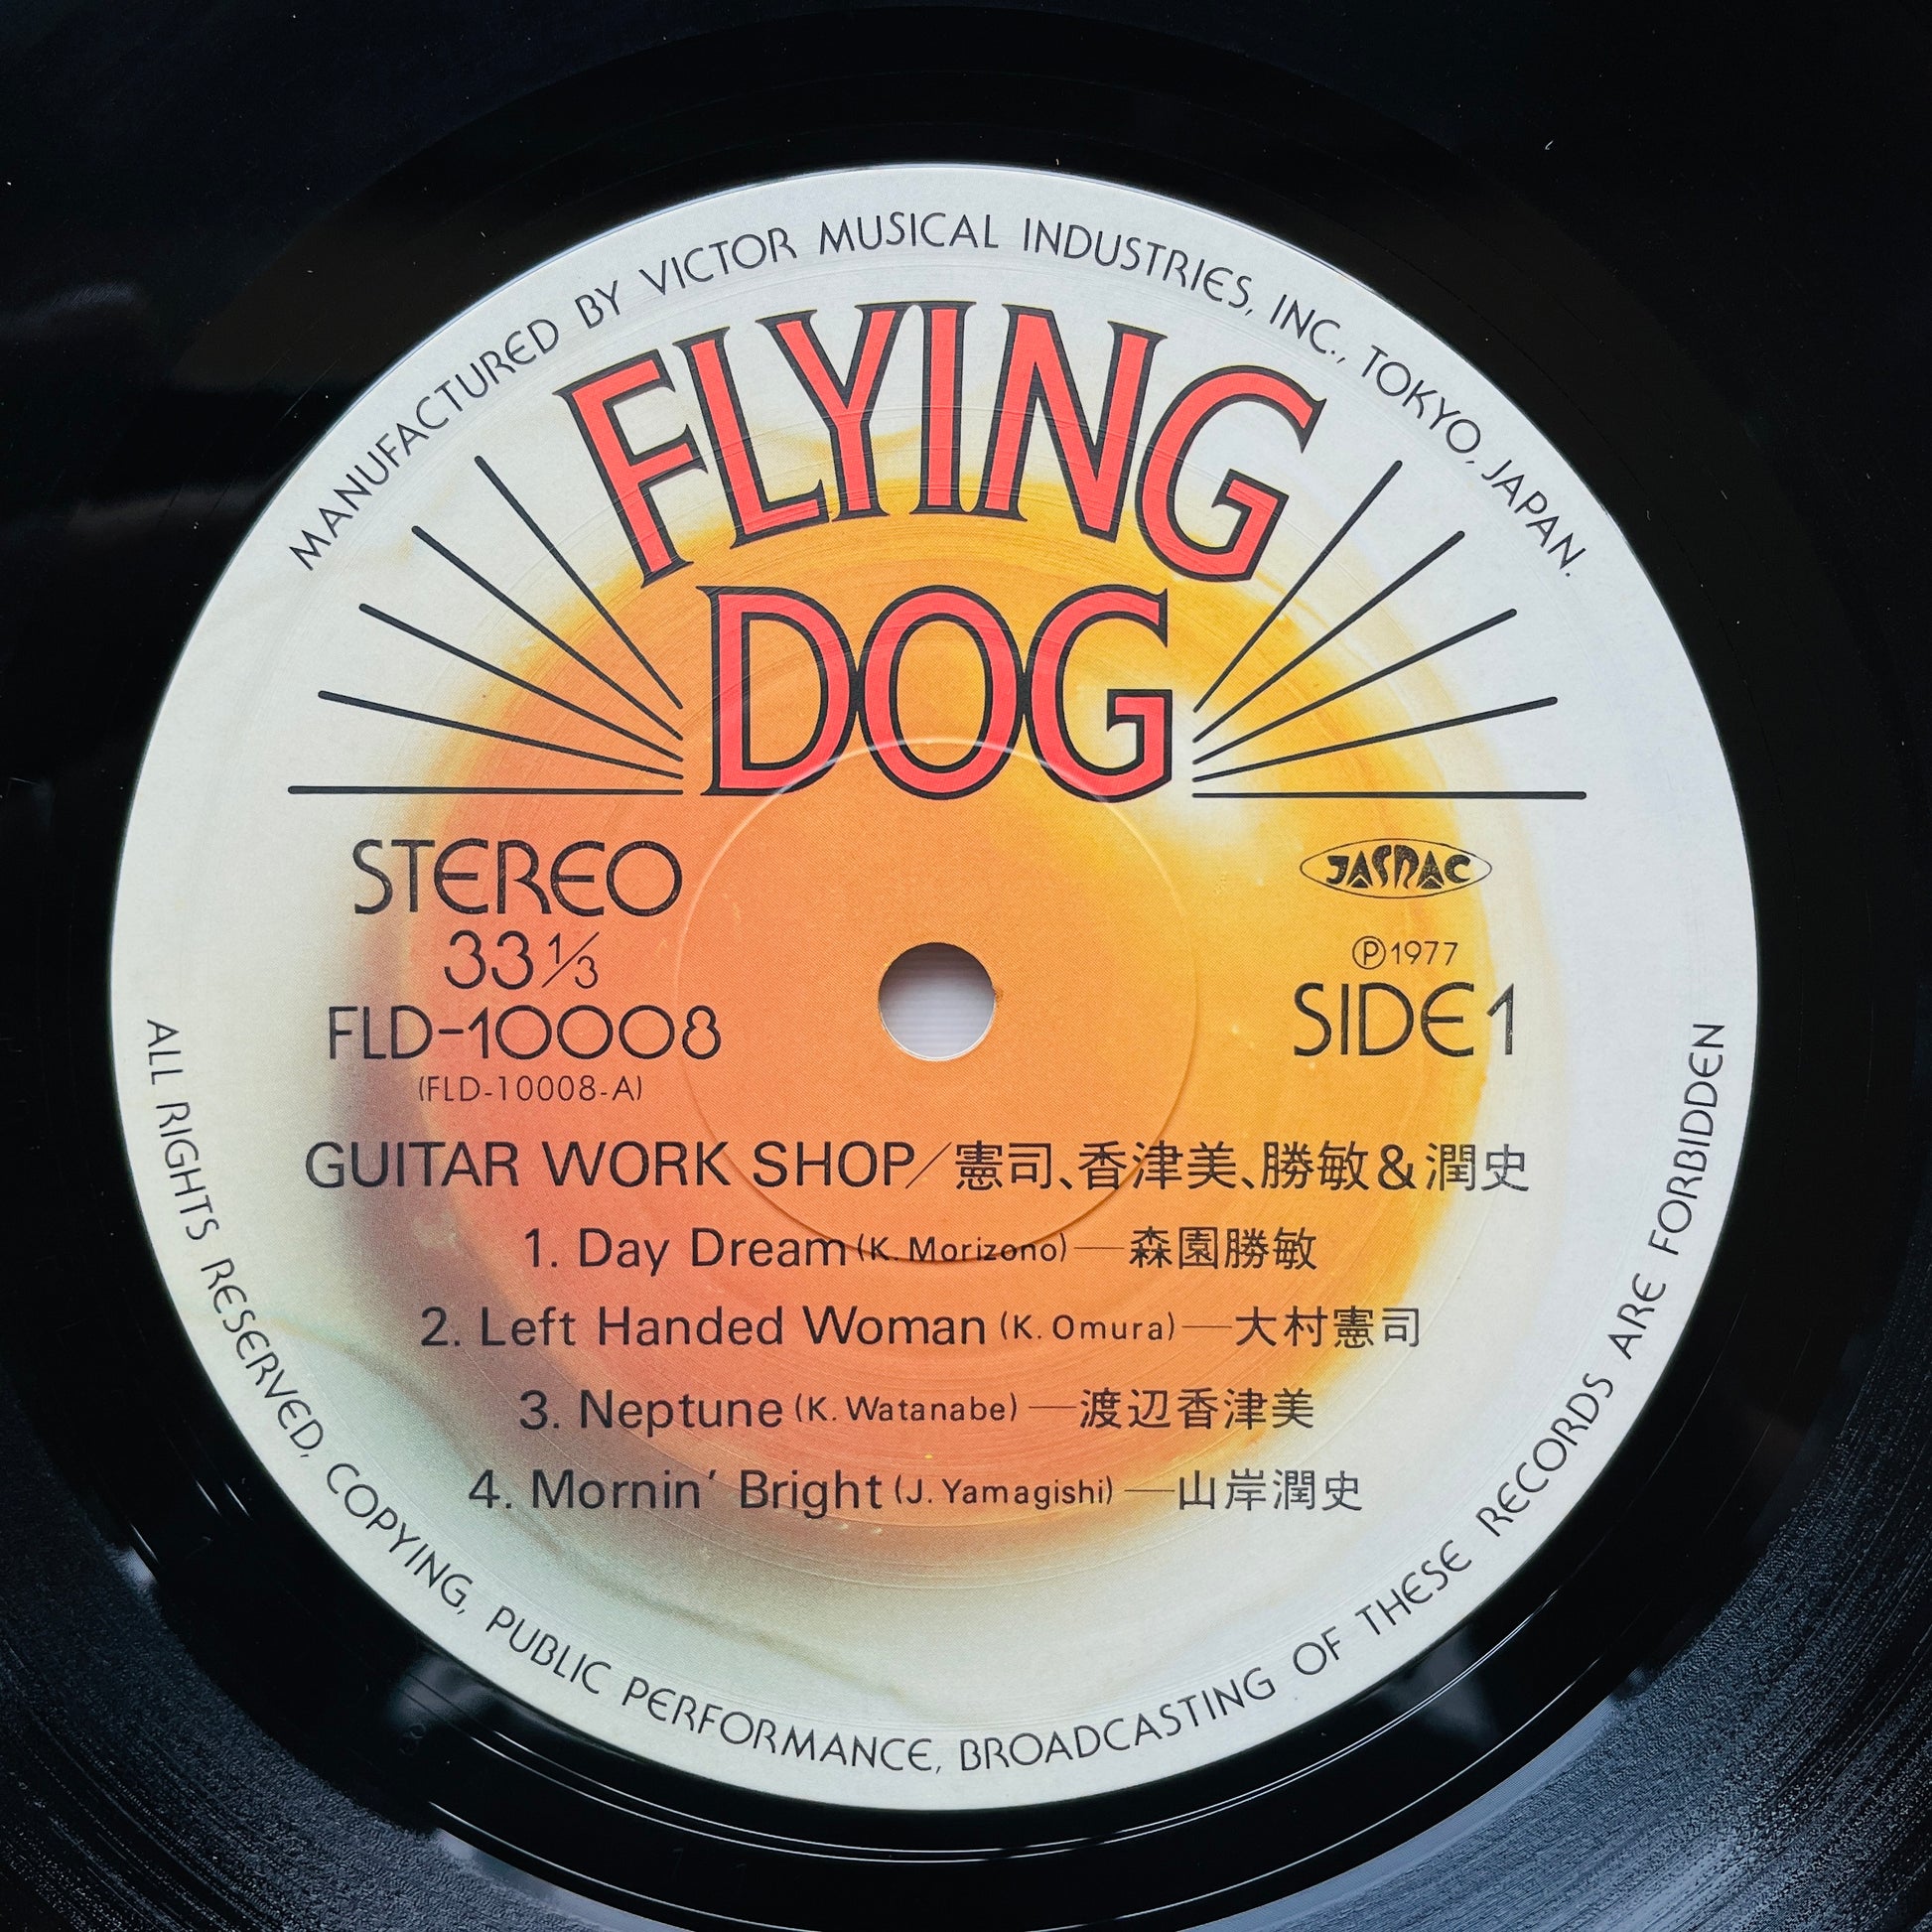 MANUFACTURED BY VICTOR MUSICAL INDUSTRIES, INC., TOKYO, JAPAN.
FLYING
DOG
STEREO
33 1/3
FLD-10008
(FLD-10008-A)
JASRAC
Ⓟ1977
SIDE 1
GUITAR WORK SHOP／憲司、香津美、勝敏&潤史
1. Day Dream (K. Morizono)—森園勝敏
2. Left Handed Woman (K. Omura)—大村憲司
3. Neptune (K. Watanabe)—渡辺香津美
4. Mornin' Bright (J. Yamagishi)—山岸潤史
ALL RIGHTS RESERVED, COPYING, PUBLIC PERFORMANCE, BROADCASTING OF THESE RECORDS ARE FORBIDDEN